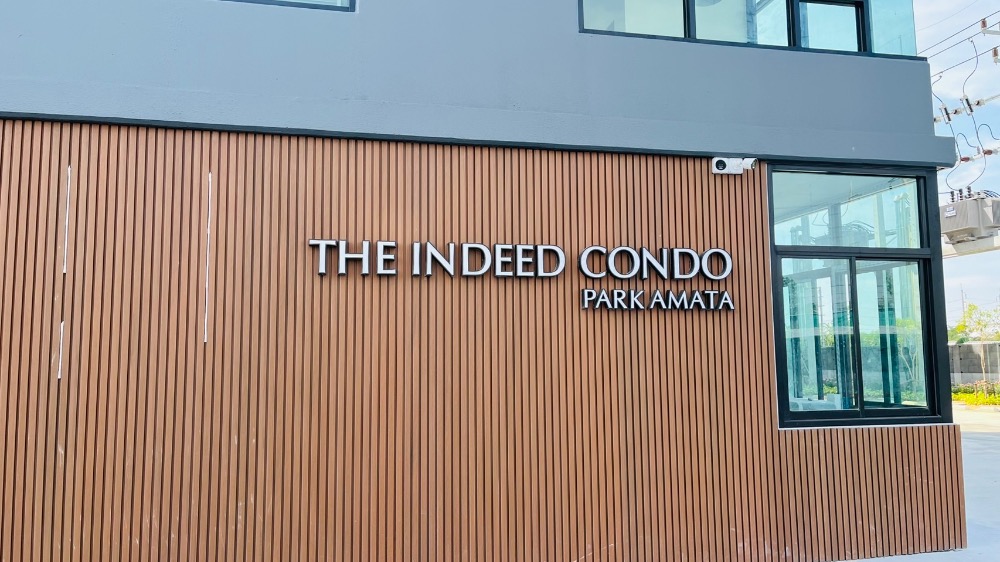 THE INDEED CONDO
PARK AMATA